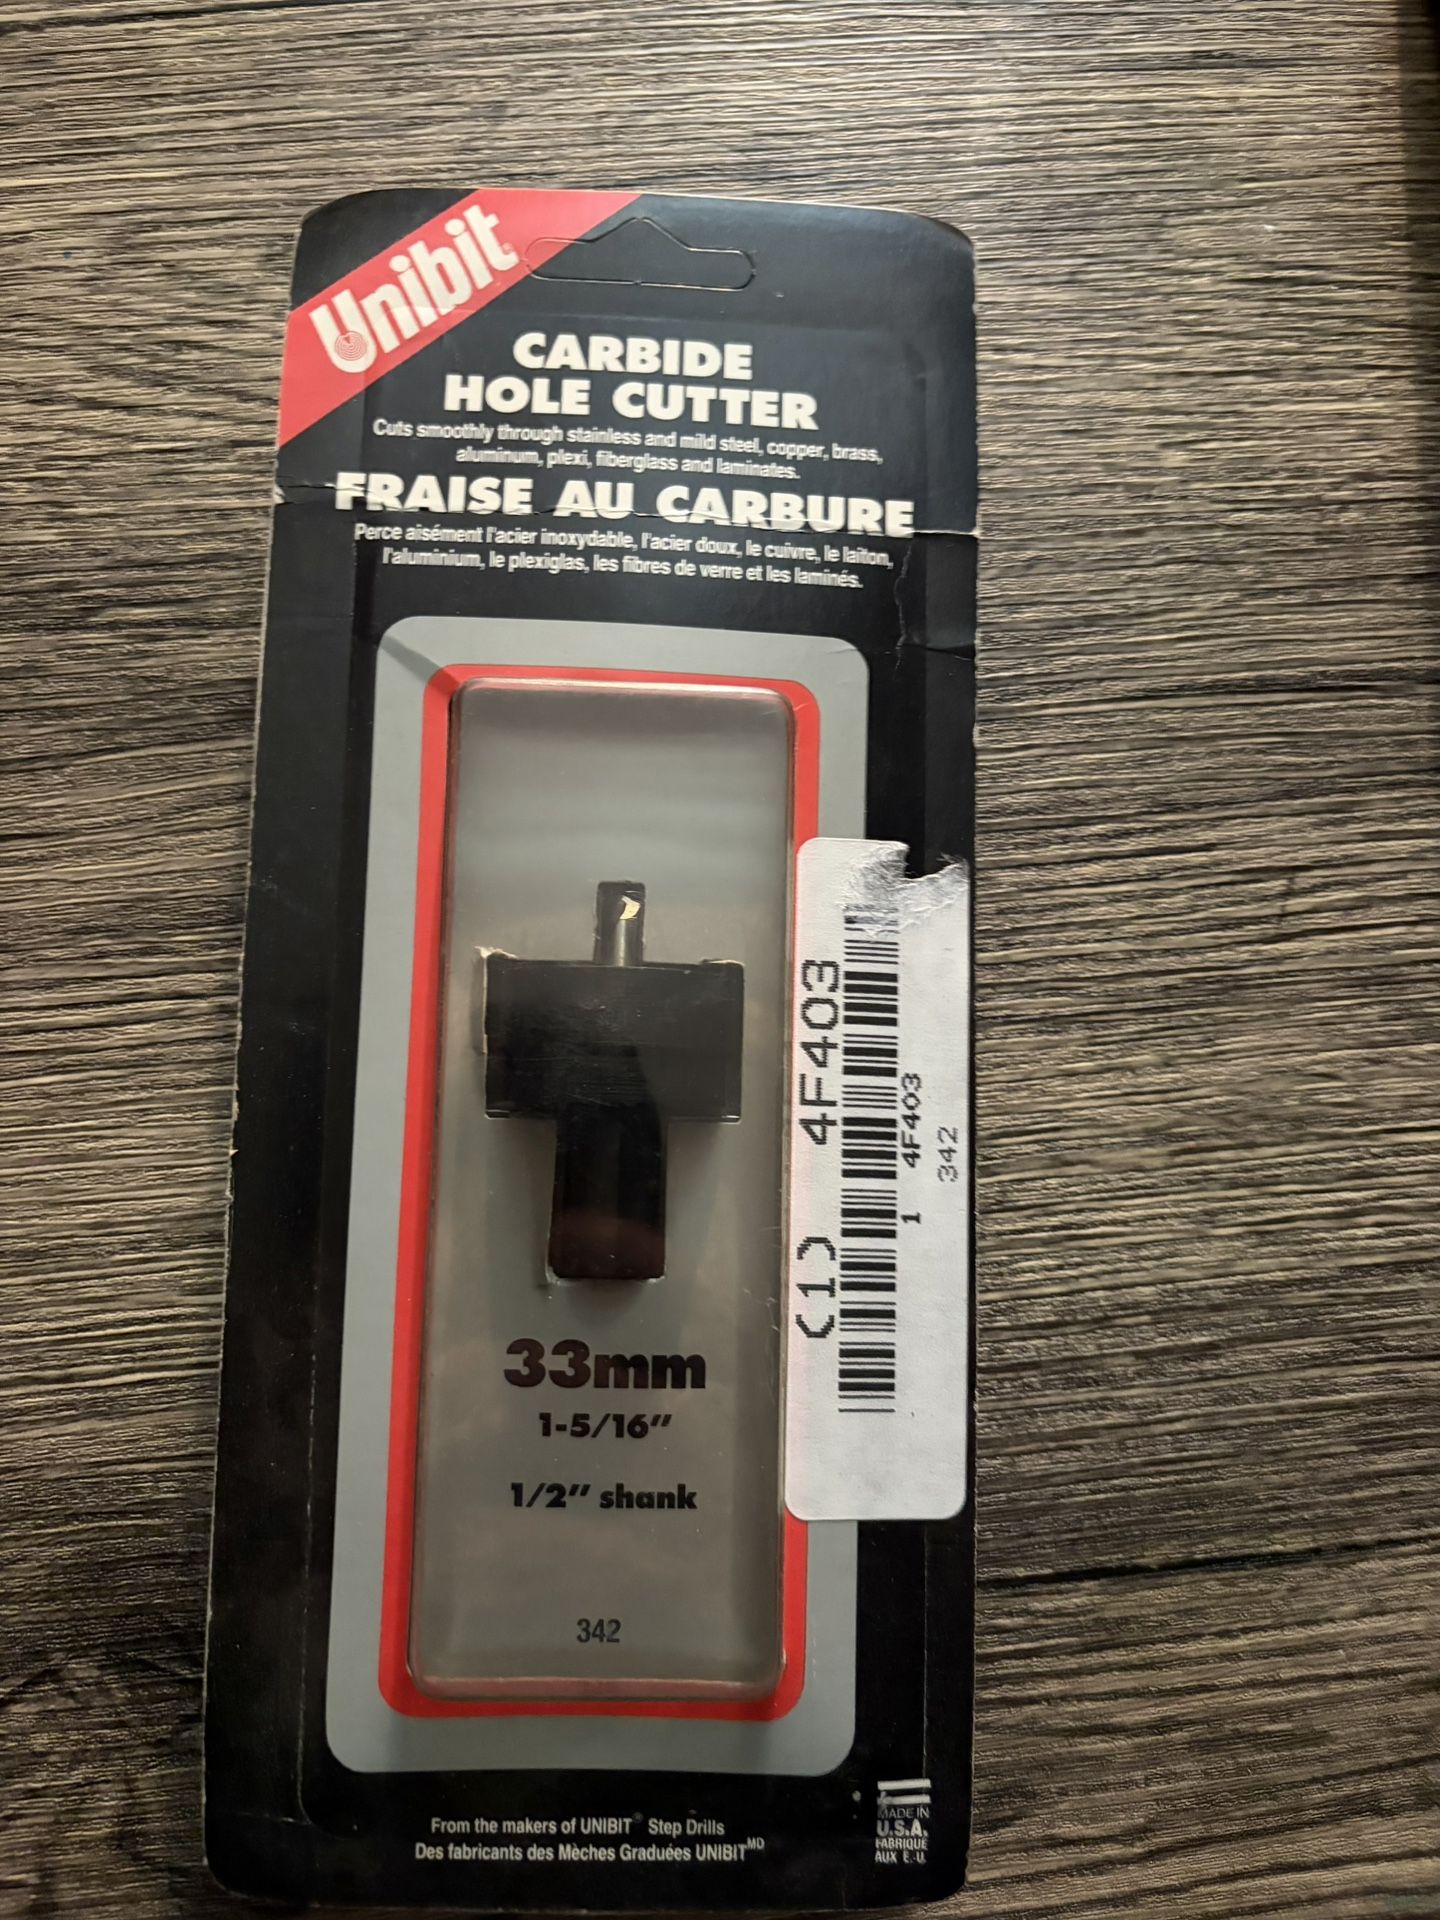 Unibit®
CARBIDE
HOLE CUTTER
Cuts smoothly through stainless and mild steel, copper, brass,
aluminum, plexi, fiberglass and laminates.
FRAISE AU CARBURE
Perce aisément l'acier inoxydable, l'acier doux, le cuivre, le laiton,
l'aluminium, le plexiglas, les fibres de verre et les laminés.
33mm
1-5/16"
1/2" shank
342
(1) 4F403
1 4F403
342
From the makers of UNIBIT® Step Drills
Des fabricants des Mèches Graduées UNIBITMD
MADE IN
U.S.A.
FABRIQUÉ
AUX É.-U.